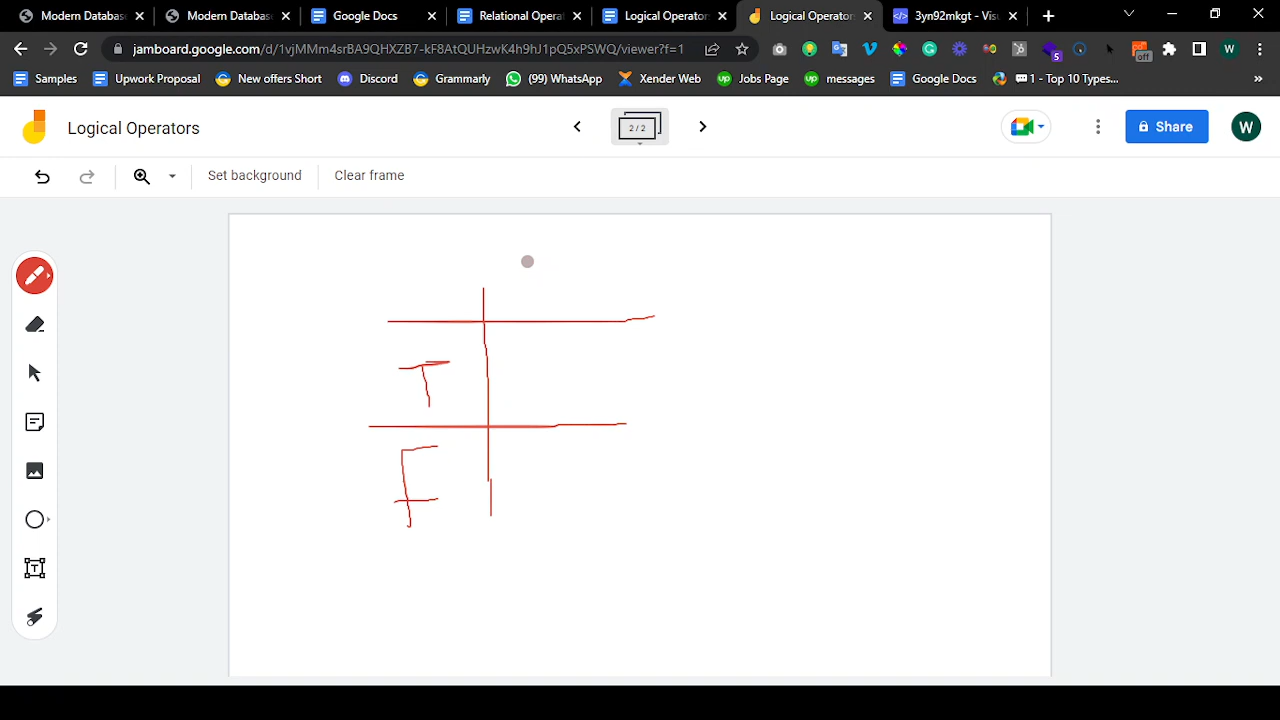 Modern Databa
Modern Databa
Google Docs
Relational Opera
Logical Operator
Logical Operator
3yn92mkgt - Visu
jamboard.google.com/d/1vjMMm4srBA9QHXZB7-kF8AtQUHzwK4h9hJ1pQ5xPSWQ/viewer?f=1
5
off
W
Samples
Upwork Proposal
New offers Short
Discord
Grammarly
(99) WhatsApp
Xender Web
Jobs Page
messages
Google Docs
1 - Top 10 Types...
»
Logical Operators
2 / 2
Share
W
Set background
Clear frame
T
F